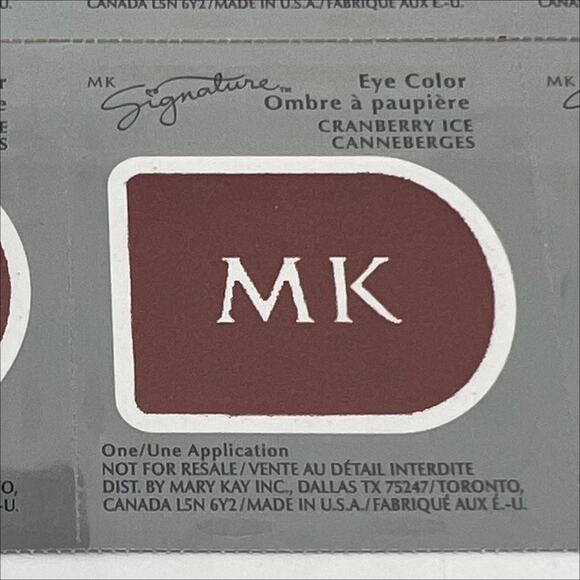 CANADA L5N 6Y2/MADE IN U.S.A./FABRIQUÉ AUX É.-U.
MK Signature™ Eye Color
Ombre à paupière
CRANBERRY ICE
CANNEBERGES
MK
MK
One/Une Application
NOT FOR RESALE/VENTE AU DÉTAIL INTERDITE
DIST. BY MARY KAY INC., DALLAS TX 75247/TORONTO,
CANADA L5N 6Y2/MADE IN U.S.A./FABRIQUÉ AUX É.-U.